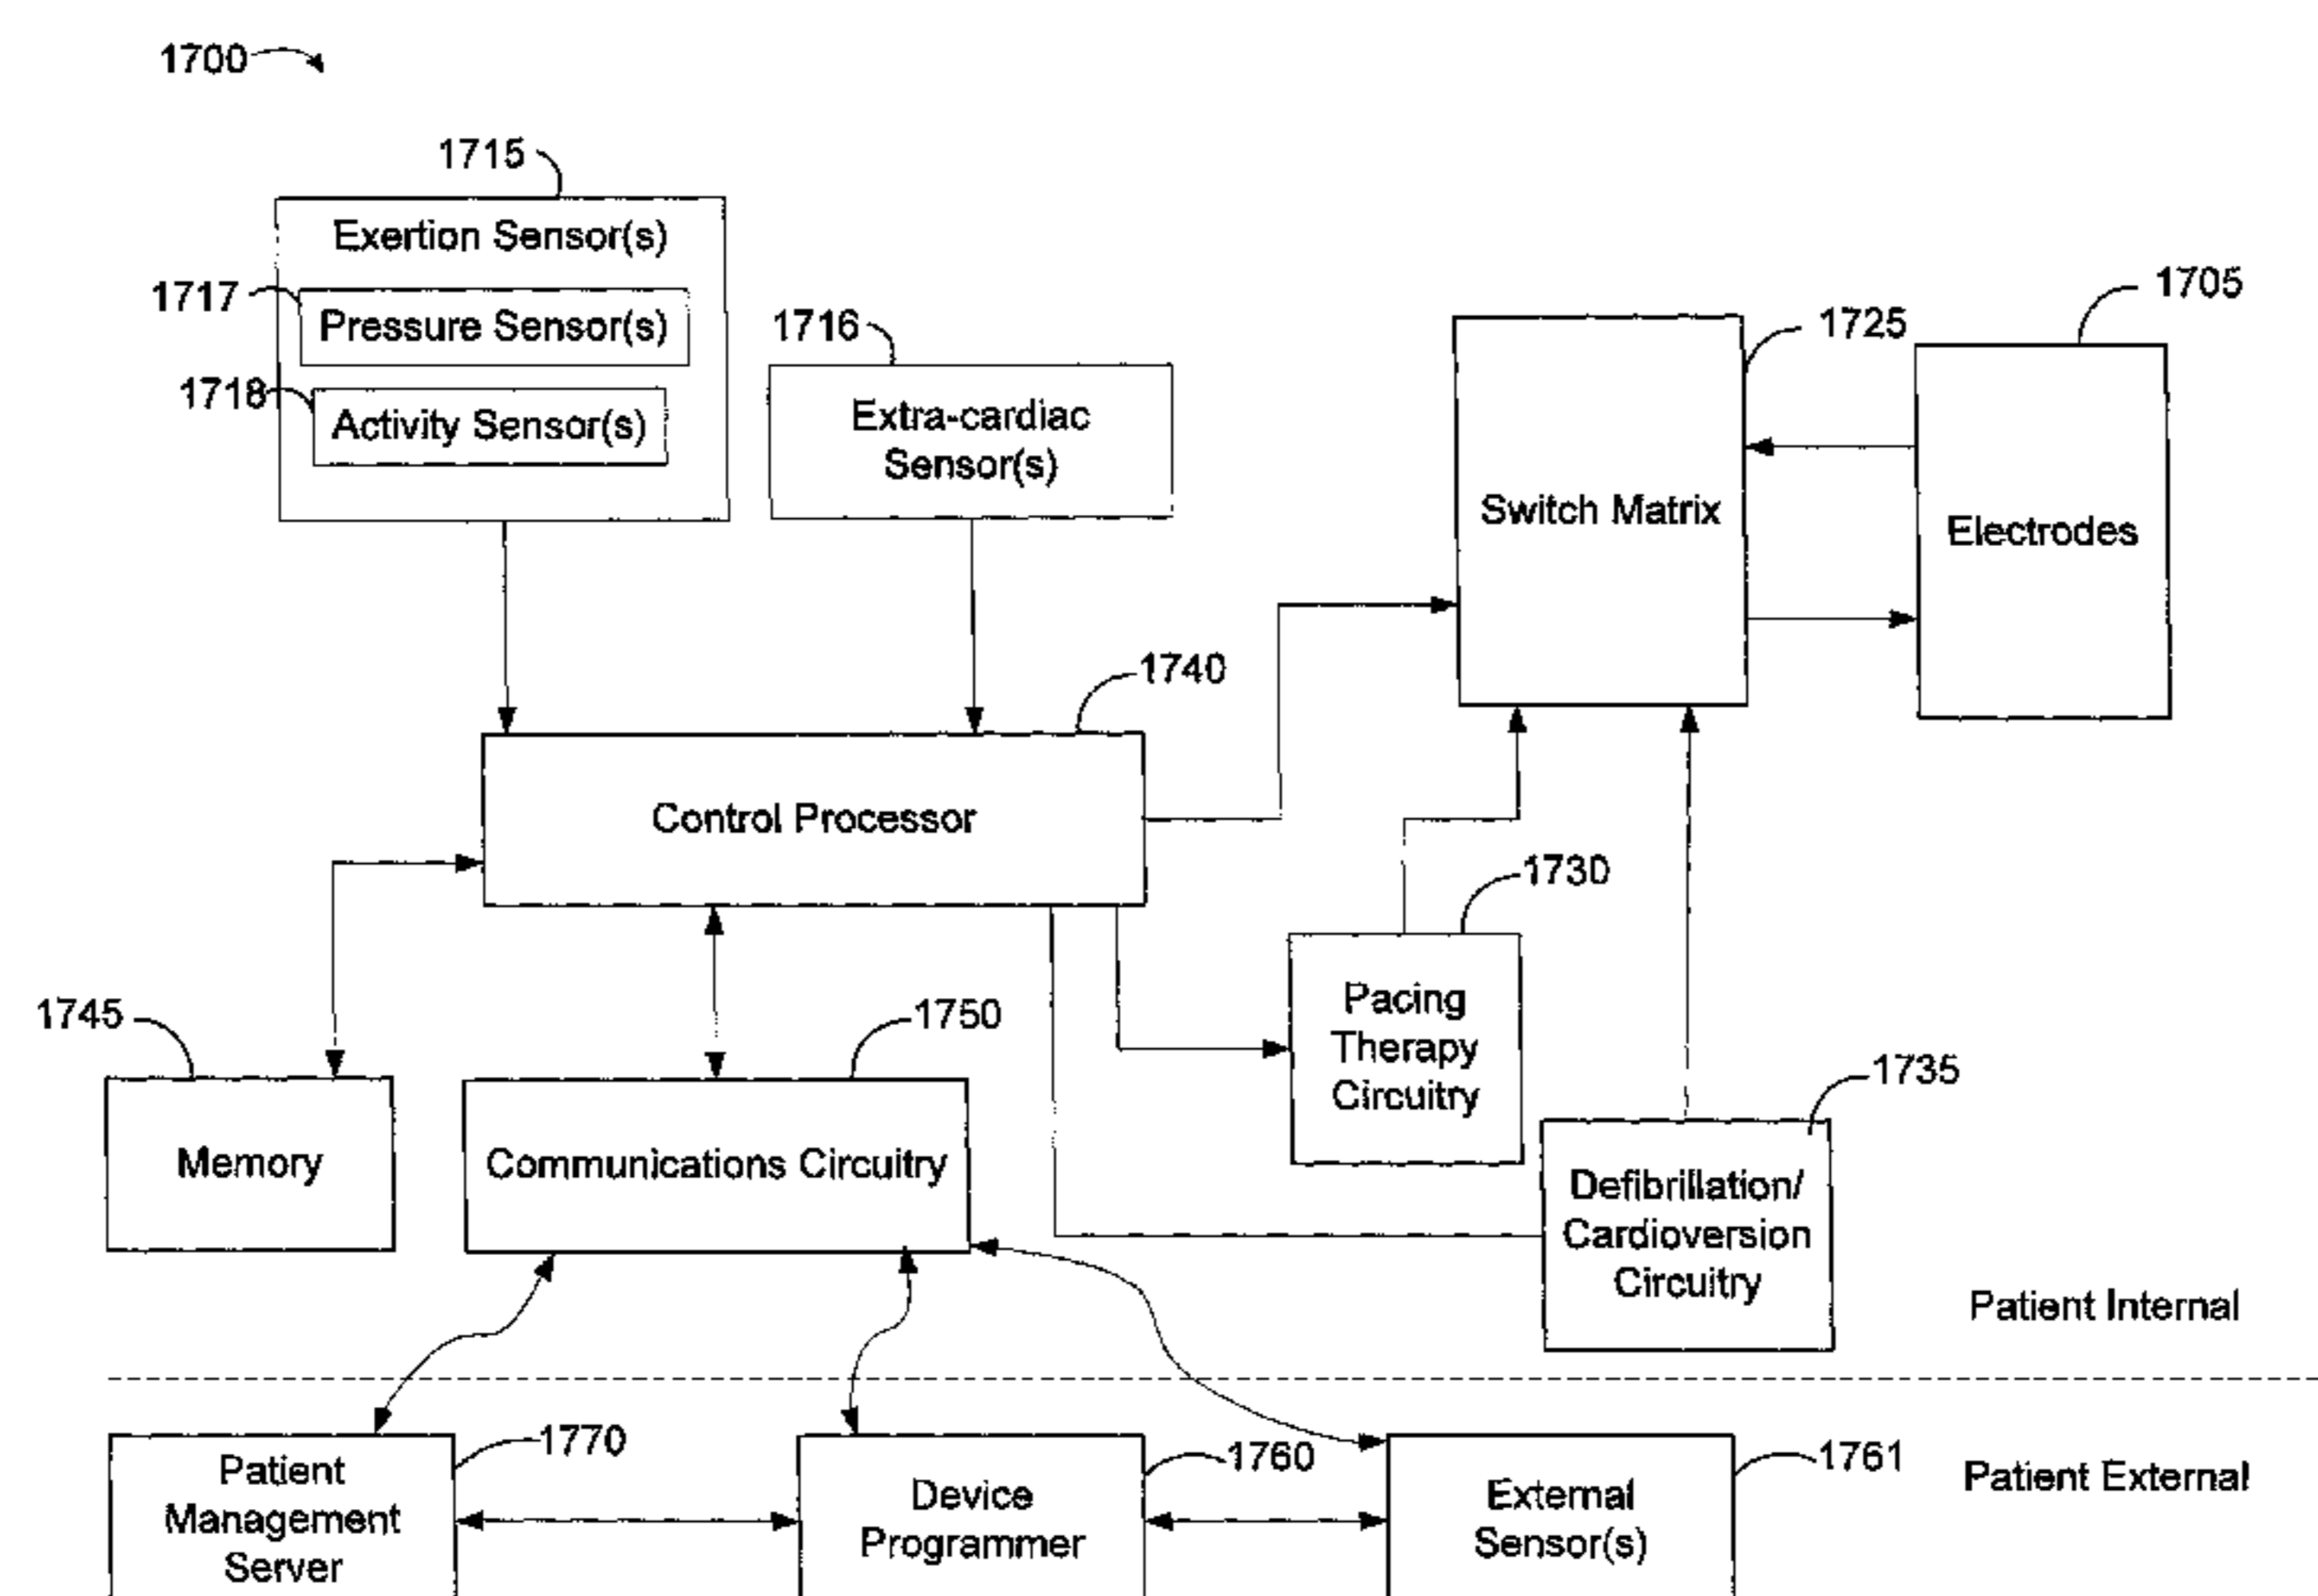 1700
1715
Exertion Sensor(s)
1717
Pressure Sensor(s)
1718
Activity Sensor(s)
1716
Extra-cardiac
Sensor(s)
1725
Switch Matrix
1705
Electrodes
1740
Control Processor
1730
Pacing
Therapy
Circuitry
1745
Memory
1750
Communications Circuitry
1735
Defibrillation/
Cardioversion
Circuitry
Patient Internal
1770
Patient
Management
Server
1760
Device
Programmer
1761
External
Sensor(s)
Patient External